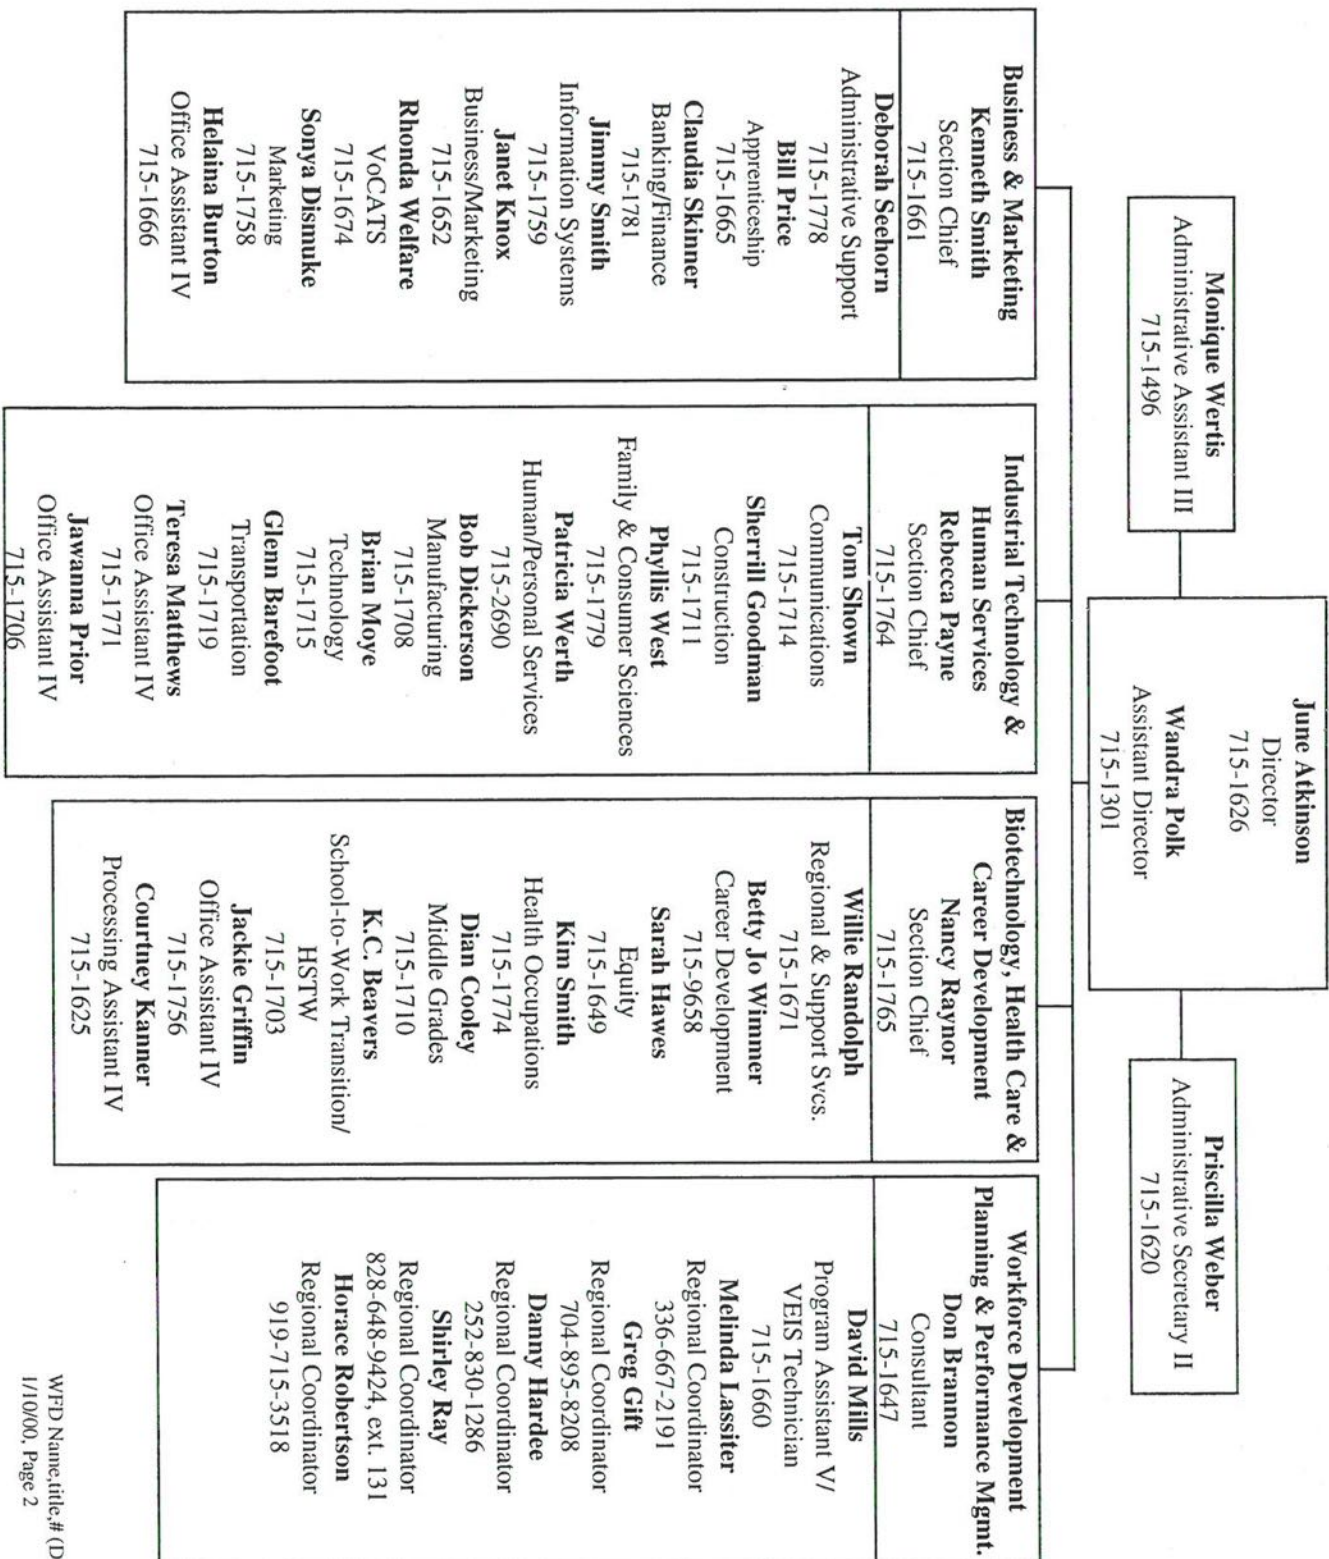 June Atkinson
Director
715-1626
Wandra Polk
Assistant Director
715-1301
Monique Wertis
Administrative Assistant III
715-1496
Priscilla Weber
Administrative Secretary II
715-1620
Business & Marketing
Kenneth Smith
Section Chief
715-1661
Deborah Seehorn
Administrative Support
715-1778
Bill Price
Apprenticeship
715-1665
Claudia Skinner
Banking/Finance
715-1781
Jimmy Smith
Information Systems
715-1759
Janet Knox
Business/Marketing
715-1652
Rhonda Welfare
VoCATS
715-1674
Sonya Dismuke
Marketing
715-1758
Helaina Burton
Office Assistant IV
715-1666
Industrial Technology &
Human Services
Rebecca Payne
Section Chief
715-1764
Tom Shown
Communications
715-1714
Sherrill Goodman
Construction
715-1711
Phyllis West
Family & Consumer Sciences
715-1779
Patricia Werth
Human/Personal Services
715-2690
Bob Dickerson
Manufacturing
715-1708
Brian Moye
Technology
715-1715
Glenn Barefoot
Transportation
715-1719
Teresa Matthews
Office Assistant IV
715-1771
Jawanna Prior
Office Assistant IV
715-1706
Biotechnology, Health Care &
Career Development
Nancy Raynor
Section Chief
715-1765
Willie Randolph
Regional & Support Svcs.
715-1671
Betty Jo Wimmer
Career Development
715-9658
Sarah Hawes
Equity
715-1649
Kim Smith
Health Occupations
715-1774
Dian Cooley
Middle Grades
715-1710
K.C. Beavers
School-to-Work Transition/
HSTW
715-1703
Jackie Griffin
Office Assistant IV
715-1756
Courtney Kanner
Processing Assistant IV
715-1625
Workforce Development
Planning & Performance Mgmt.
Don Brannon
Consultant
715-1647
David Mills
Program Assistant V/
VEIS Technician
715-1660
Melinda Lassiter
Regional Coordinator
336-667-2191
Greg Gift
Regional Coordinator
704-895-8208
Danny Hardee
Regional Coordinator
252-830-1286
Shirley Ray
Regional Coordinator
828-648-9424, ext. 131
Horace Robertson
Regional Coordinator
919-715-3518
WFD Name,title,# (D
1/10/00, Page 2